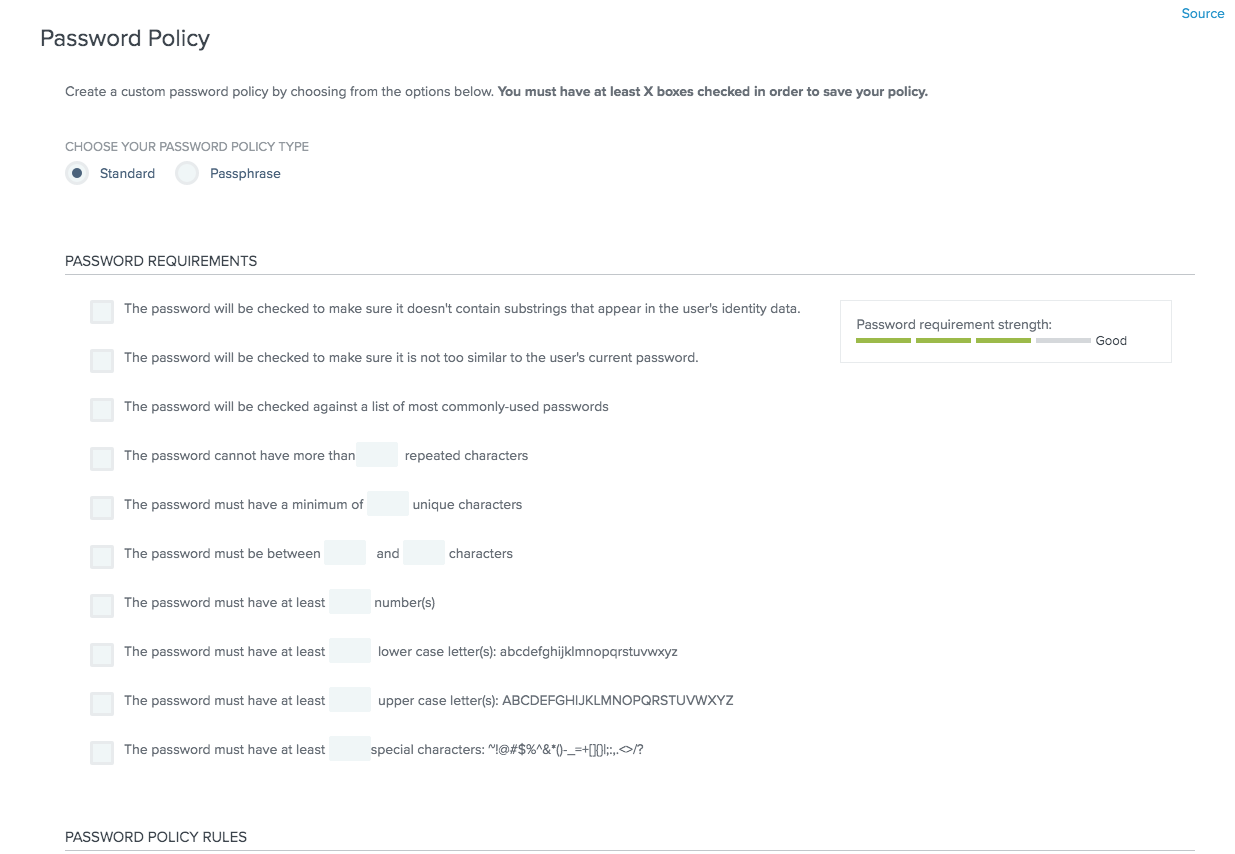 Source
Password Policy
Create a custom password policy by choosing from the options below. You must have at least X boxes checked in order to save your policy.
CHOOSE YOUR PASSWORD POLICY TYPE
Standard Passphrase
PASSWORD REQUIREMENTS
The password will be checked to make sure it doesn't contain substrings that appear in the user's identity data.
Password requirement strength:
Good
The password will be checked to make sure it is not too similar to the user's current password.
The password will be checked against a list of most commonly-used passwords
The password cannot have more than repeated characters
The password must have a minimum of unique characters
The password must be between and characters
The password must have at least number(s)
The password must have at least lower case letter(s): abcdefghijklmnopqrstuvwxyz
The password must have at least upper case letter(s): ABCDEFGHIJKLMNOPQRSTUVWXYZ
The password must have at least special characters: ~!@#$%^&*()-_=+[]{}|;:,.<>/?
PASSWORD POLICY RULES